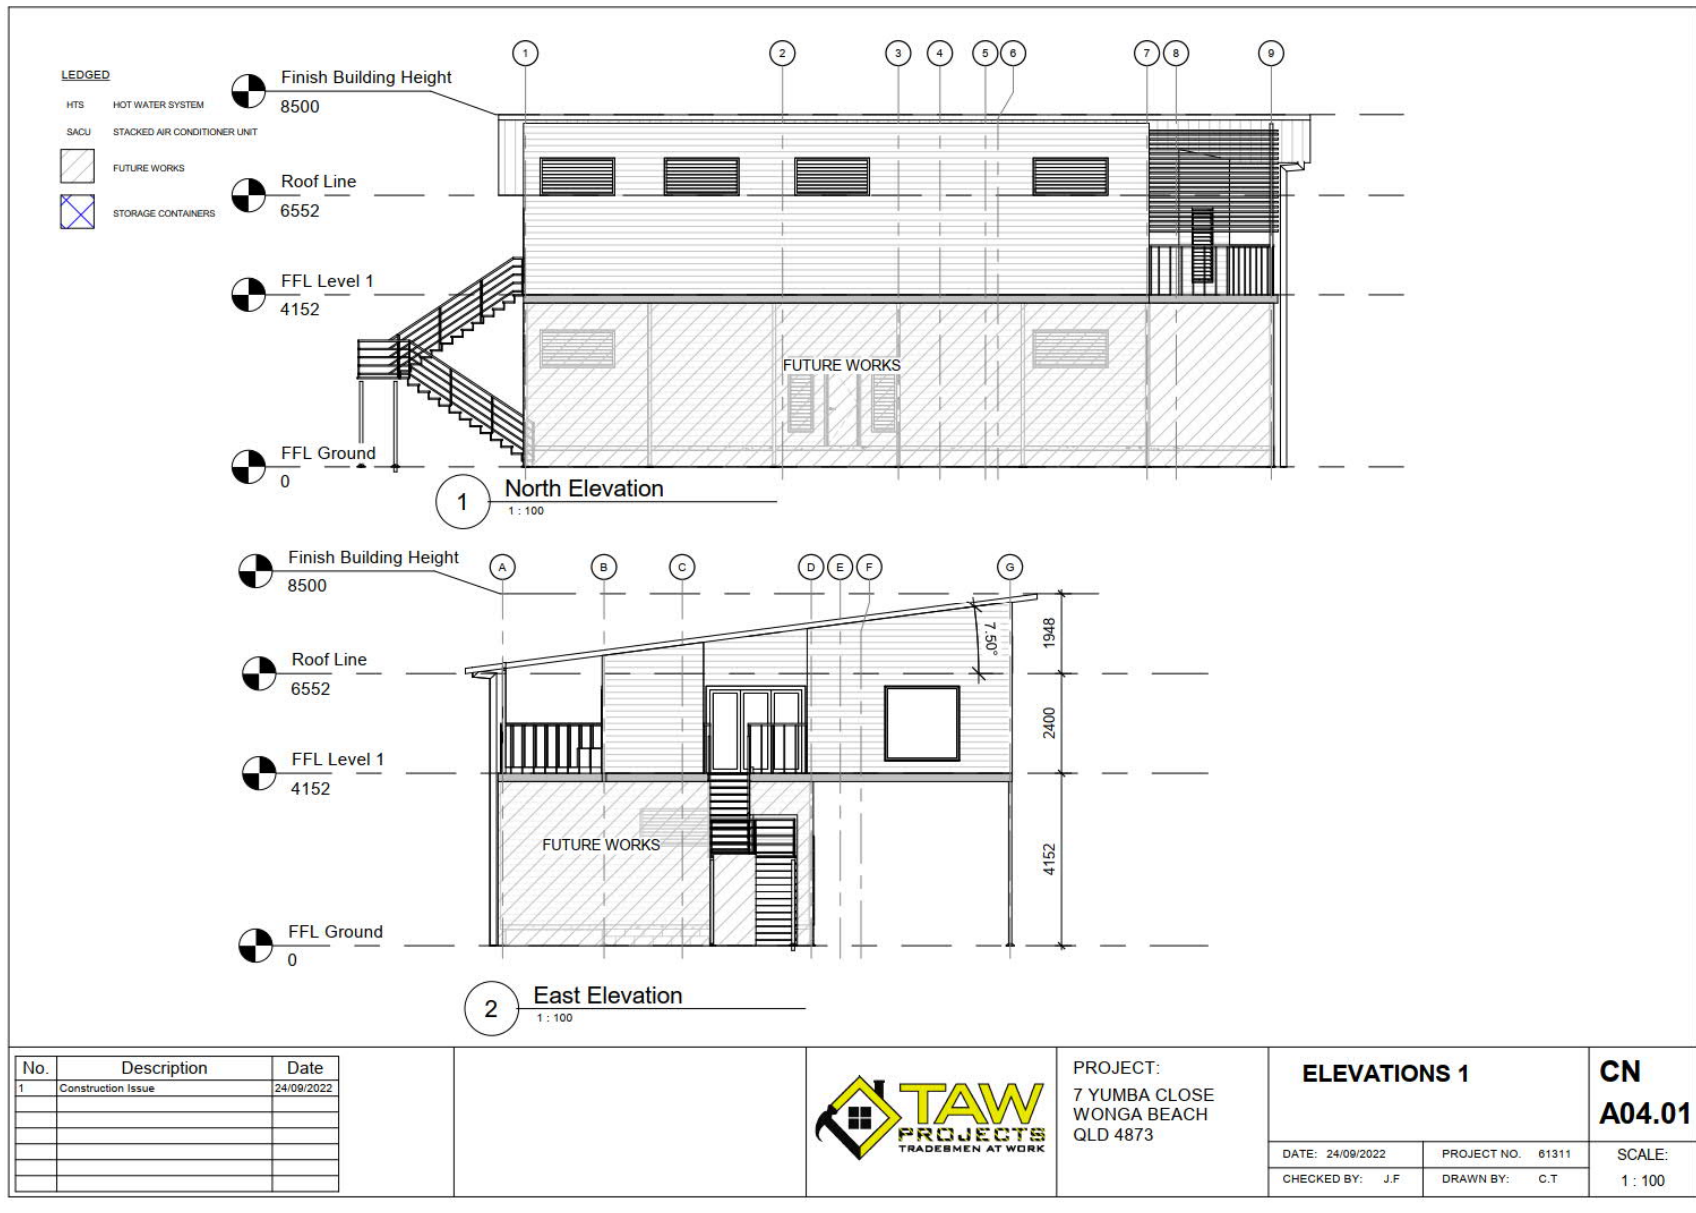 LEDGED
HTS HOT WATER SYSTEM
SACU STACKED AIR CONDITIONER UNIT
FUTURE WORKS
STORAGE CONTAINERS
1 2 3 4 5 6 7 8 9
Finish Building Height
8500
Roof Line
6552
FFL Level 1
4152
FUTURE WORKS
FFL Ground
0
1 North Elevation
1 : 100
Finish Building Height
8500
A B C D E F G
7.50°
1948
Roof Line
6552
2400
FFL Level 1
4152
FUTURE WORKS
4152
FFL Ground
0
2 East Elevation
1 : 100
No. Description Date
1 Construction Issue 24/09/2022
TAW
PROJECTS
TRADESMEN AT WORK
PROJECT:
7 YUMBA CLOSE
WONGA BEACH
QLD 4873
ELEVATIONS 1
DATE: 24/09/2022 PROJECT NO. 61311
CHECKED BY: J.F DRAWN BY: C.T
CN
A04.01
SCALE:
1 : 100